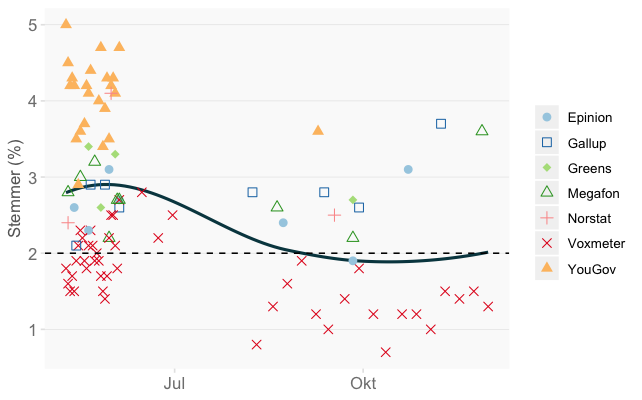 Stemmer (%)
5
4
3
2
1
Jul
Okt
Epinion
Gallup
Greens
Megafon
Norstat
Voxmeter
YouGov